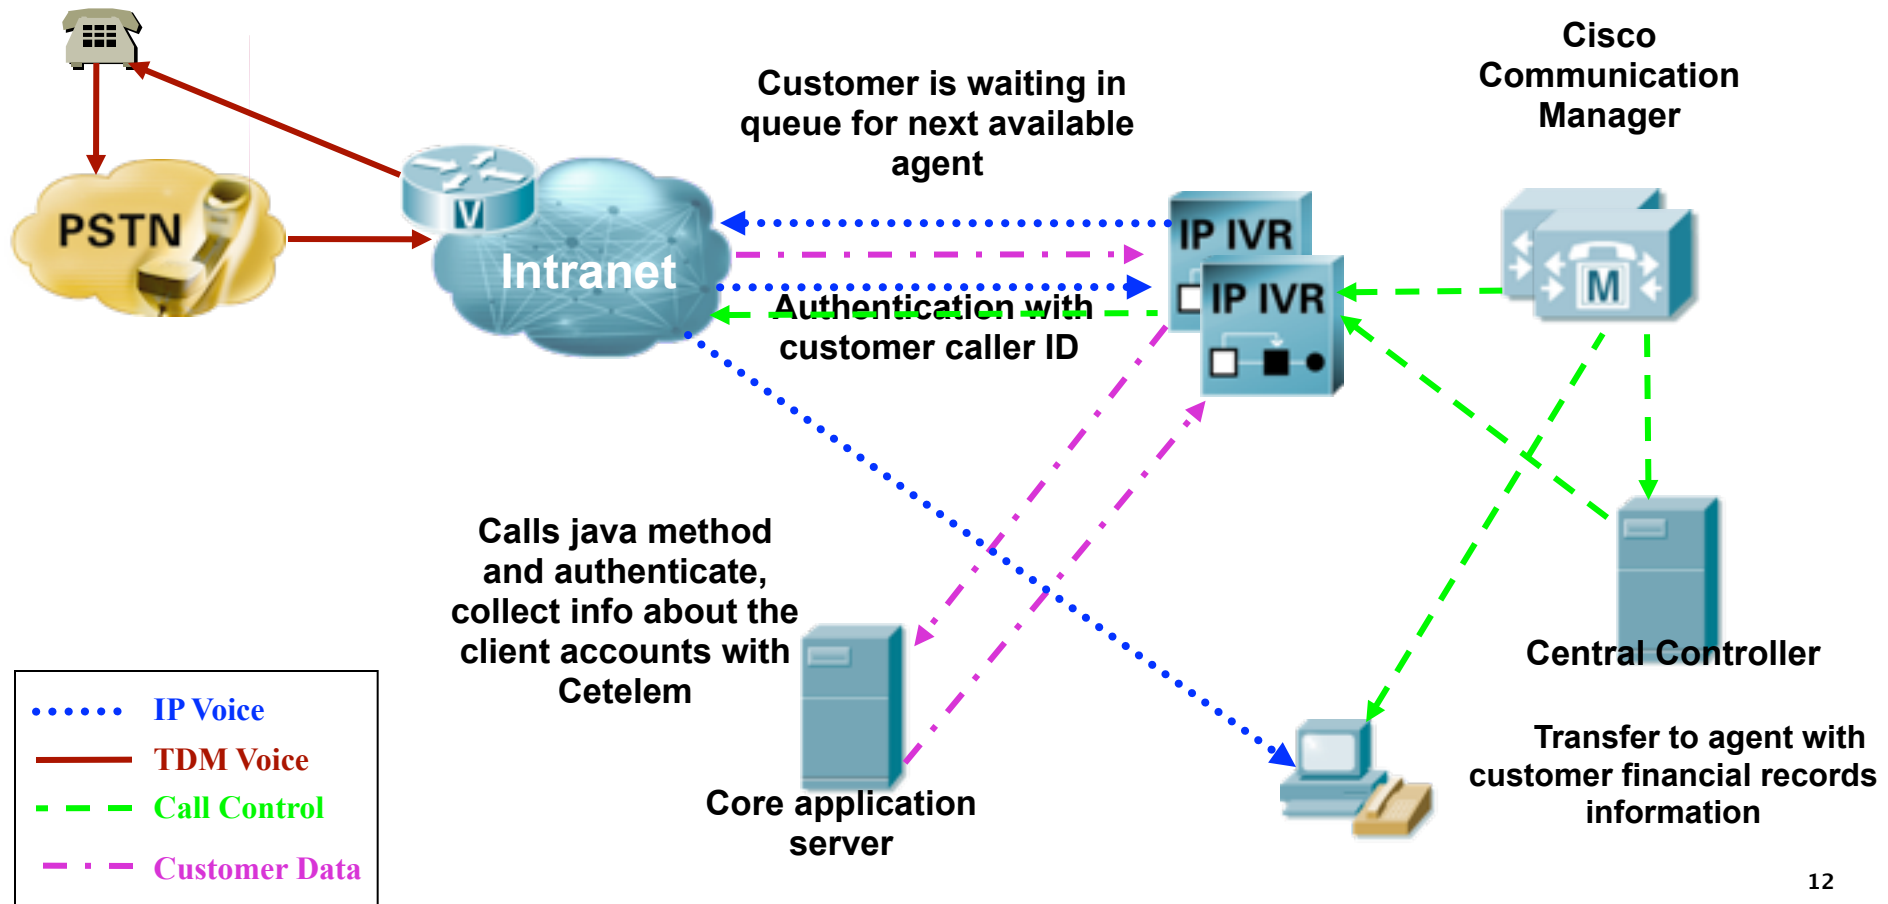 Cisco
Communication
Manager
Customer is waiting in
queue for next available
agent
PSTN
V
Intranet
IP IVR
IP IVR
M
Authentication with
customer caller ID
Calls java method
and authenticate,
collect info about the
client accounts with
Cetelem
Central Controller
Transfer to agent with
customer financial records
information
Core application
server
IP Voice
TDM Voice
Call Control
Customer Data
12